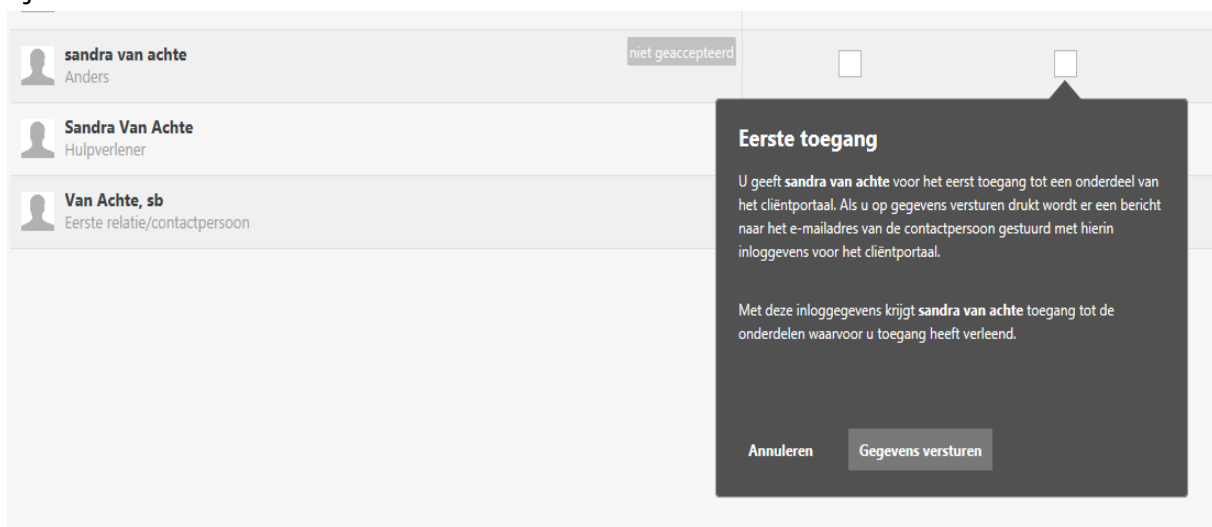 sandra van achte
niet geaccepteerd
Anders
Sandra Van Achte
Hulpverlener
Van Achte, sb
Eerste relatie/contactpersoon
Eerste toegang
U geeft sandra van achte voor het eerst toegang tot een onderdeel van
het cliëntportaal. Als u op gegevens versturen drukt wordt er een bericht
naar het e-mailadres van de contactpersoon gestuurd met hierin
inloggevens voor het cliëntportaal.
Met deze inloggegevens krijgt sandra van achte toegang tot de
onderdelen waarvoor u toegang heeft verleend.
Annuleren
Gegevens versturen